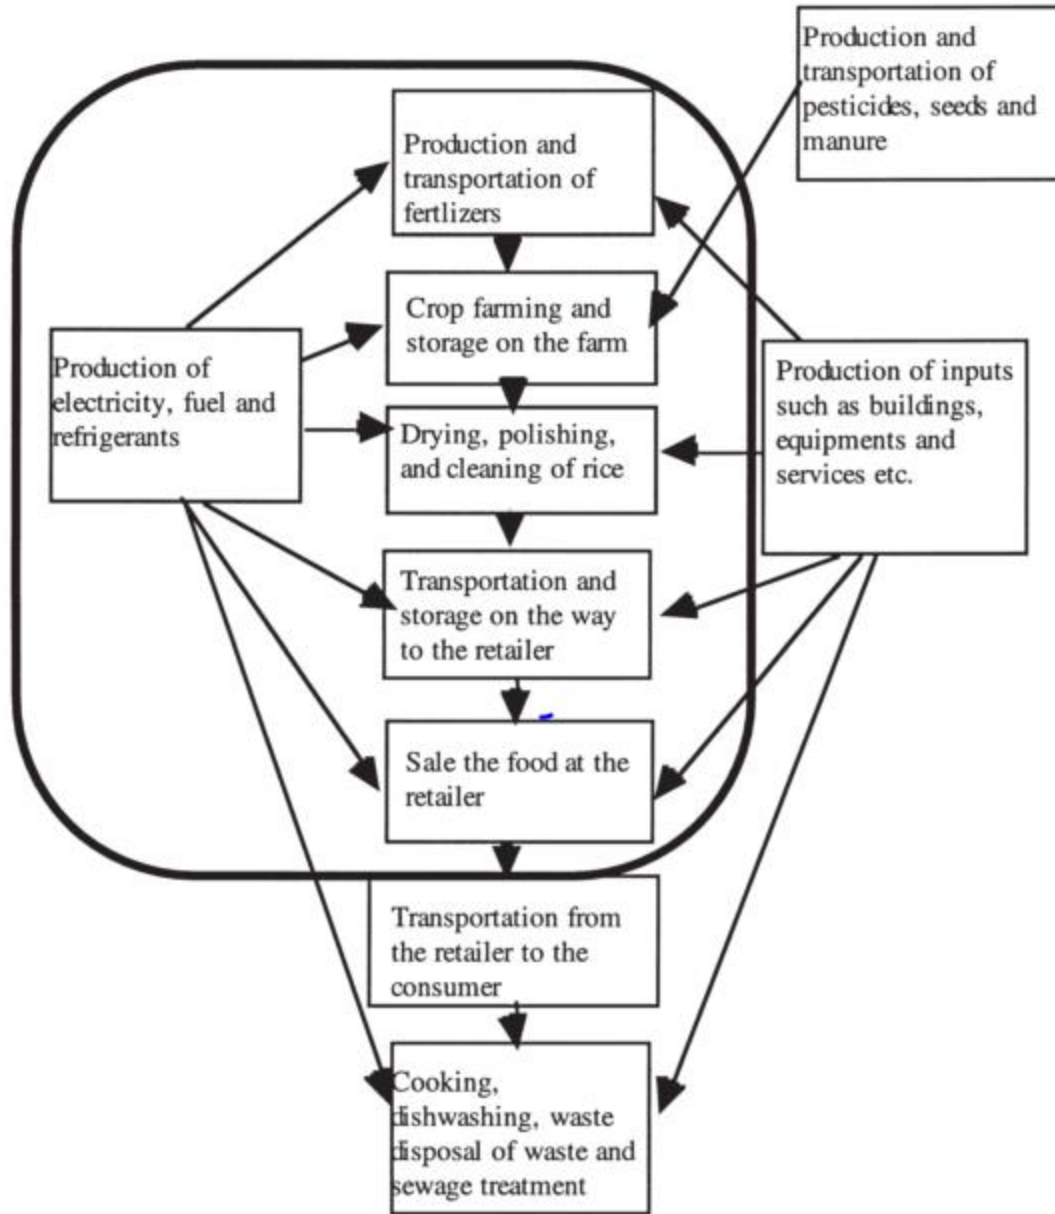 Production and
transportation of
pesticides, seeds and
manure
Production and
transportation of
fertlizers
Crop farming and
storage on the farm
Production of
electricity, fuel and
refrigerants
Production of inputs
such as buildings,
equipments and
services etc.
Drying, polishing,
and cleaning of rice
Transportation and
storage on the way
to the retailer
Sale the food at the
retailer
Transportation from
the retailer to the
consumer
Cooking,
dishwashing, waste
disposal of waste and
sewage treatment